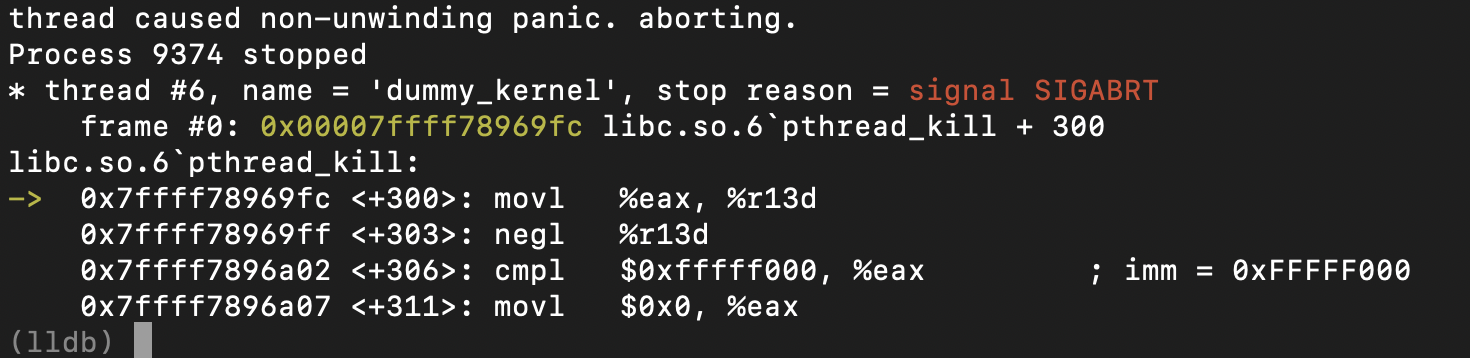 thread caused non-unwinding panic. aborting.
Process 9374 stopped
* thread #6, name = 'dummy_kernel', stop reason = signal SIGABRT
    frame #0: 0x00007ffff78969fc libc.so.6`pthread_kill + 300
libc.so.6`pthread_kill:
->  0x7ffff78969fc <+300>: movl   %eax, %r13d
    0x7ffff78969ff <+303>: negl   %r13d
    0x7ffff7896a02 <+306>: cmpl   $0xfffff000, %eax         ; imm = 0xFFFFF000
    0x7ffff7896a07 <+311>: movl   $0x0, %eax
(lldb)